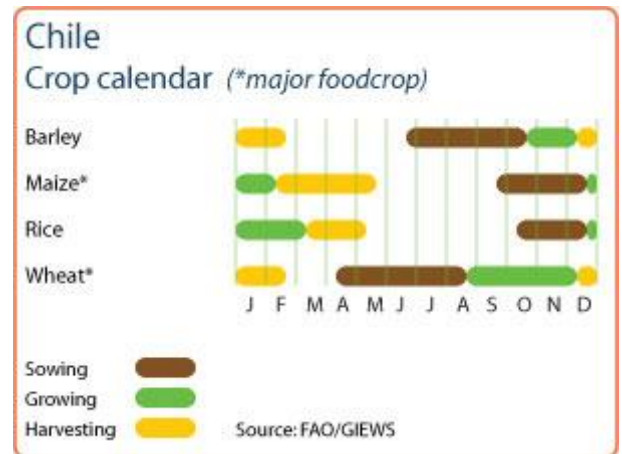 Chile
Crop calendar (*major foodcrop)
Barley
Maize*
Rice
Wheat*
J F M A M J J A S O N D
Sowing
Growing
Harvesting Source: FAO/GIEWS